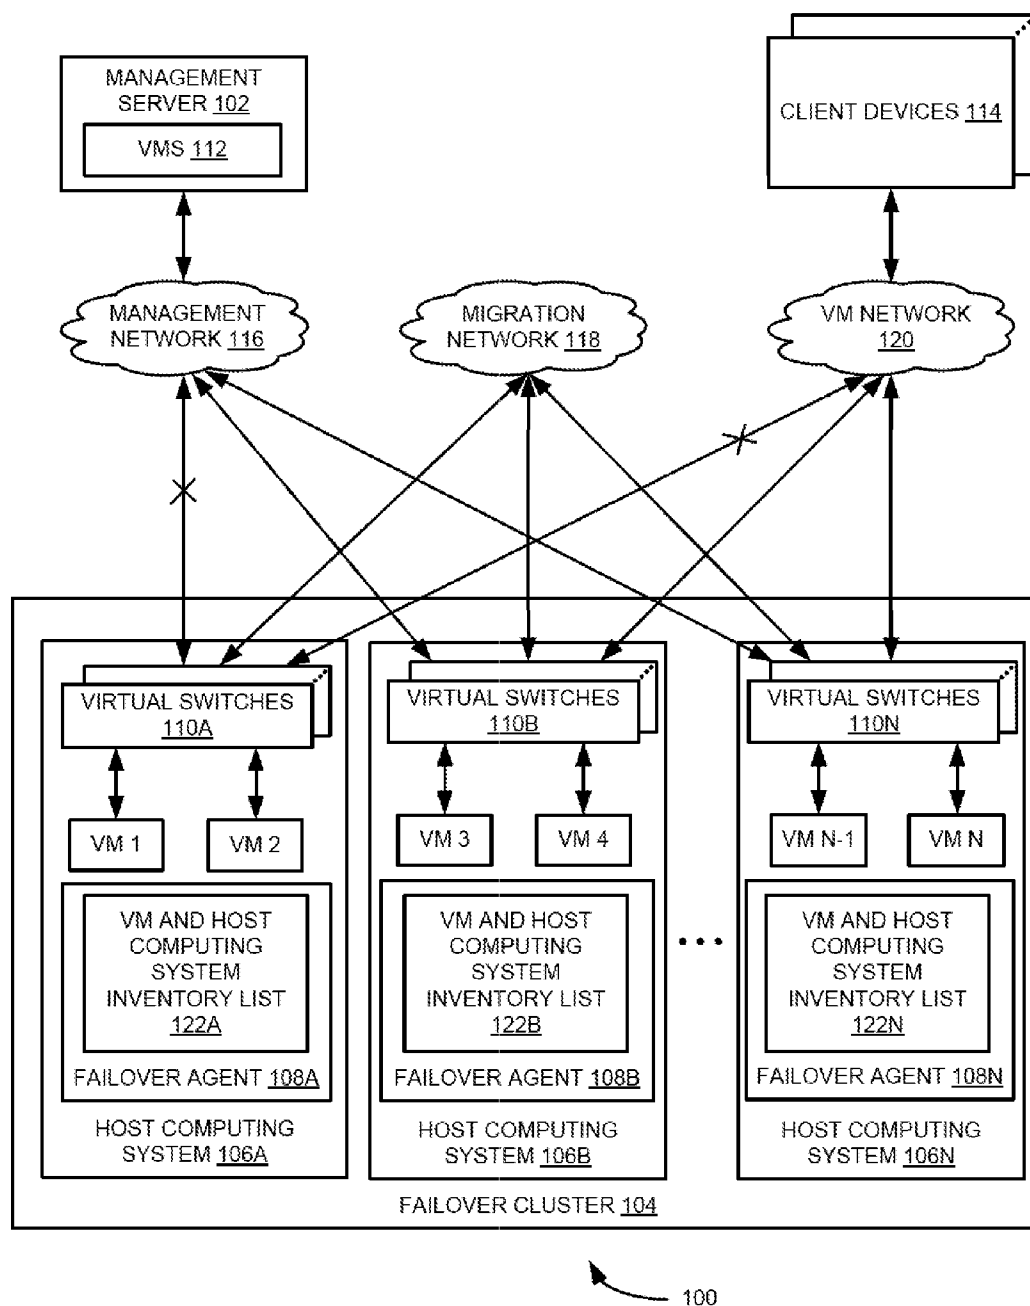 MANAGEMENT
SERVER 102
VMS 112
CLIENT DEVICES 114
MANAGEMENT
NETWORK 116
MIGRATION
NETWORK 118
VM NETWORK
120
VIRTUAL SWITCHES
110A
VM 1
VM 2
VM AND HOST
COMPUTING
SYSTEM
INVENTORY LIST
122A
FAILOVER AGENT 108A
HOST COMPUTING
SYSTEM 106A
VIRTUAL SWITCHES
110B
VM 3
VM 4
VM AND HOST
COMPUTING
SYSTEM
INVENTORY LIST
122B
FAILOVER AGENT 108B
HOST COMPUTING
SYSTEM 106B
• • •
VIRTUAL SWITCHES
110N
VM N-1
VM N
VM AND HOST
COMPUTING
SYSTEM
INVENTORY LIST
122N
FAILOVER AGENT 108N
HOST COMPUTING
SYSTEM 106N
FAILOVER CLUSTER 104
100